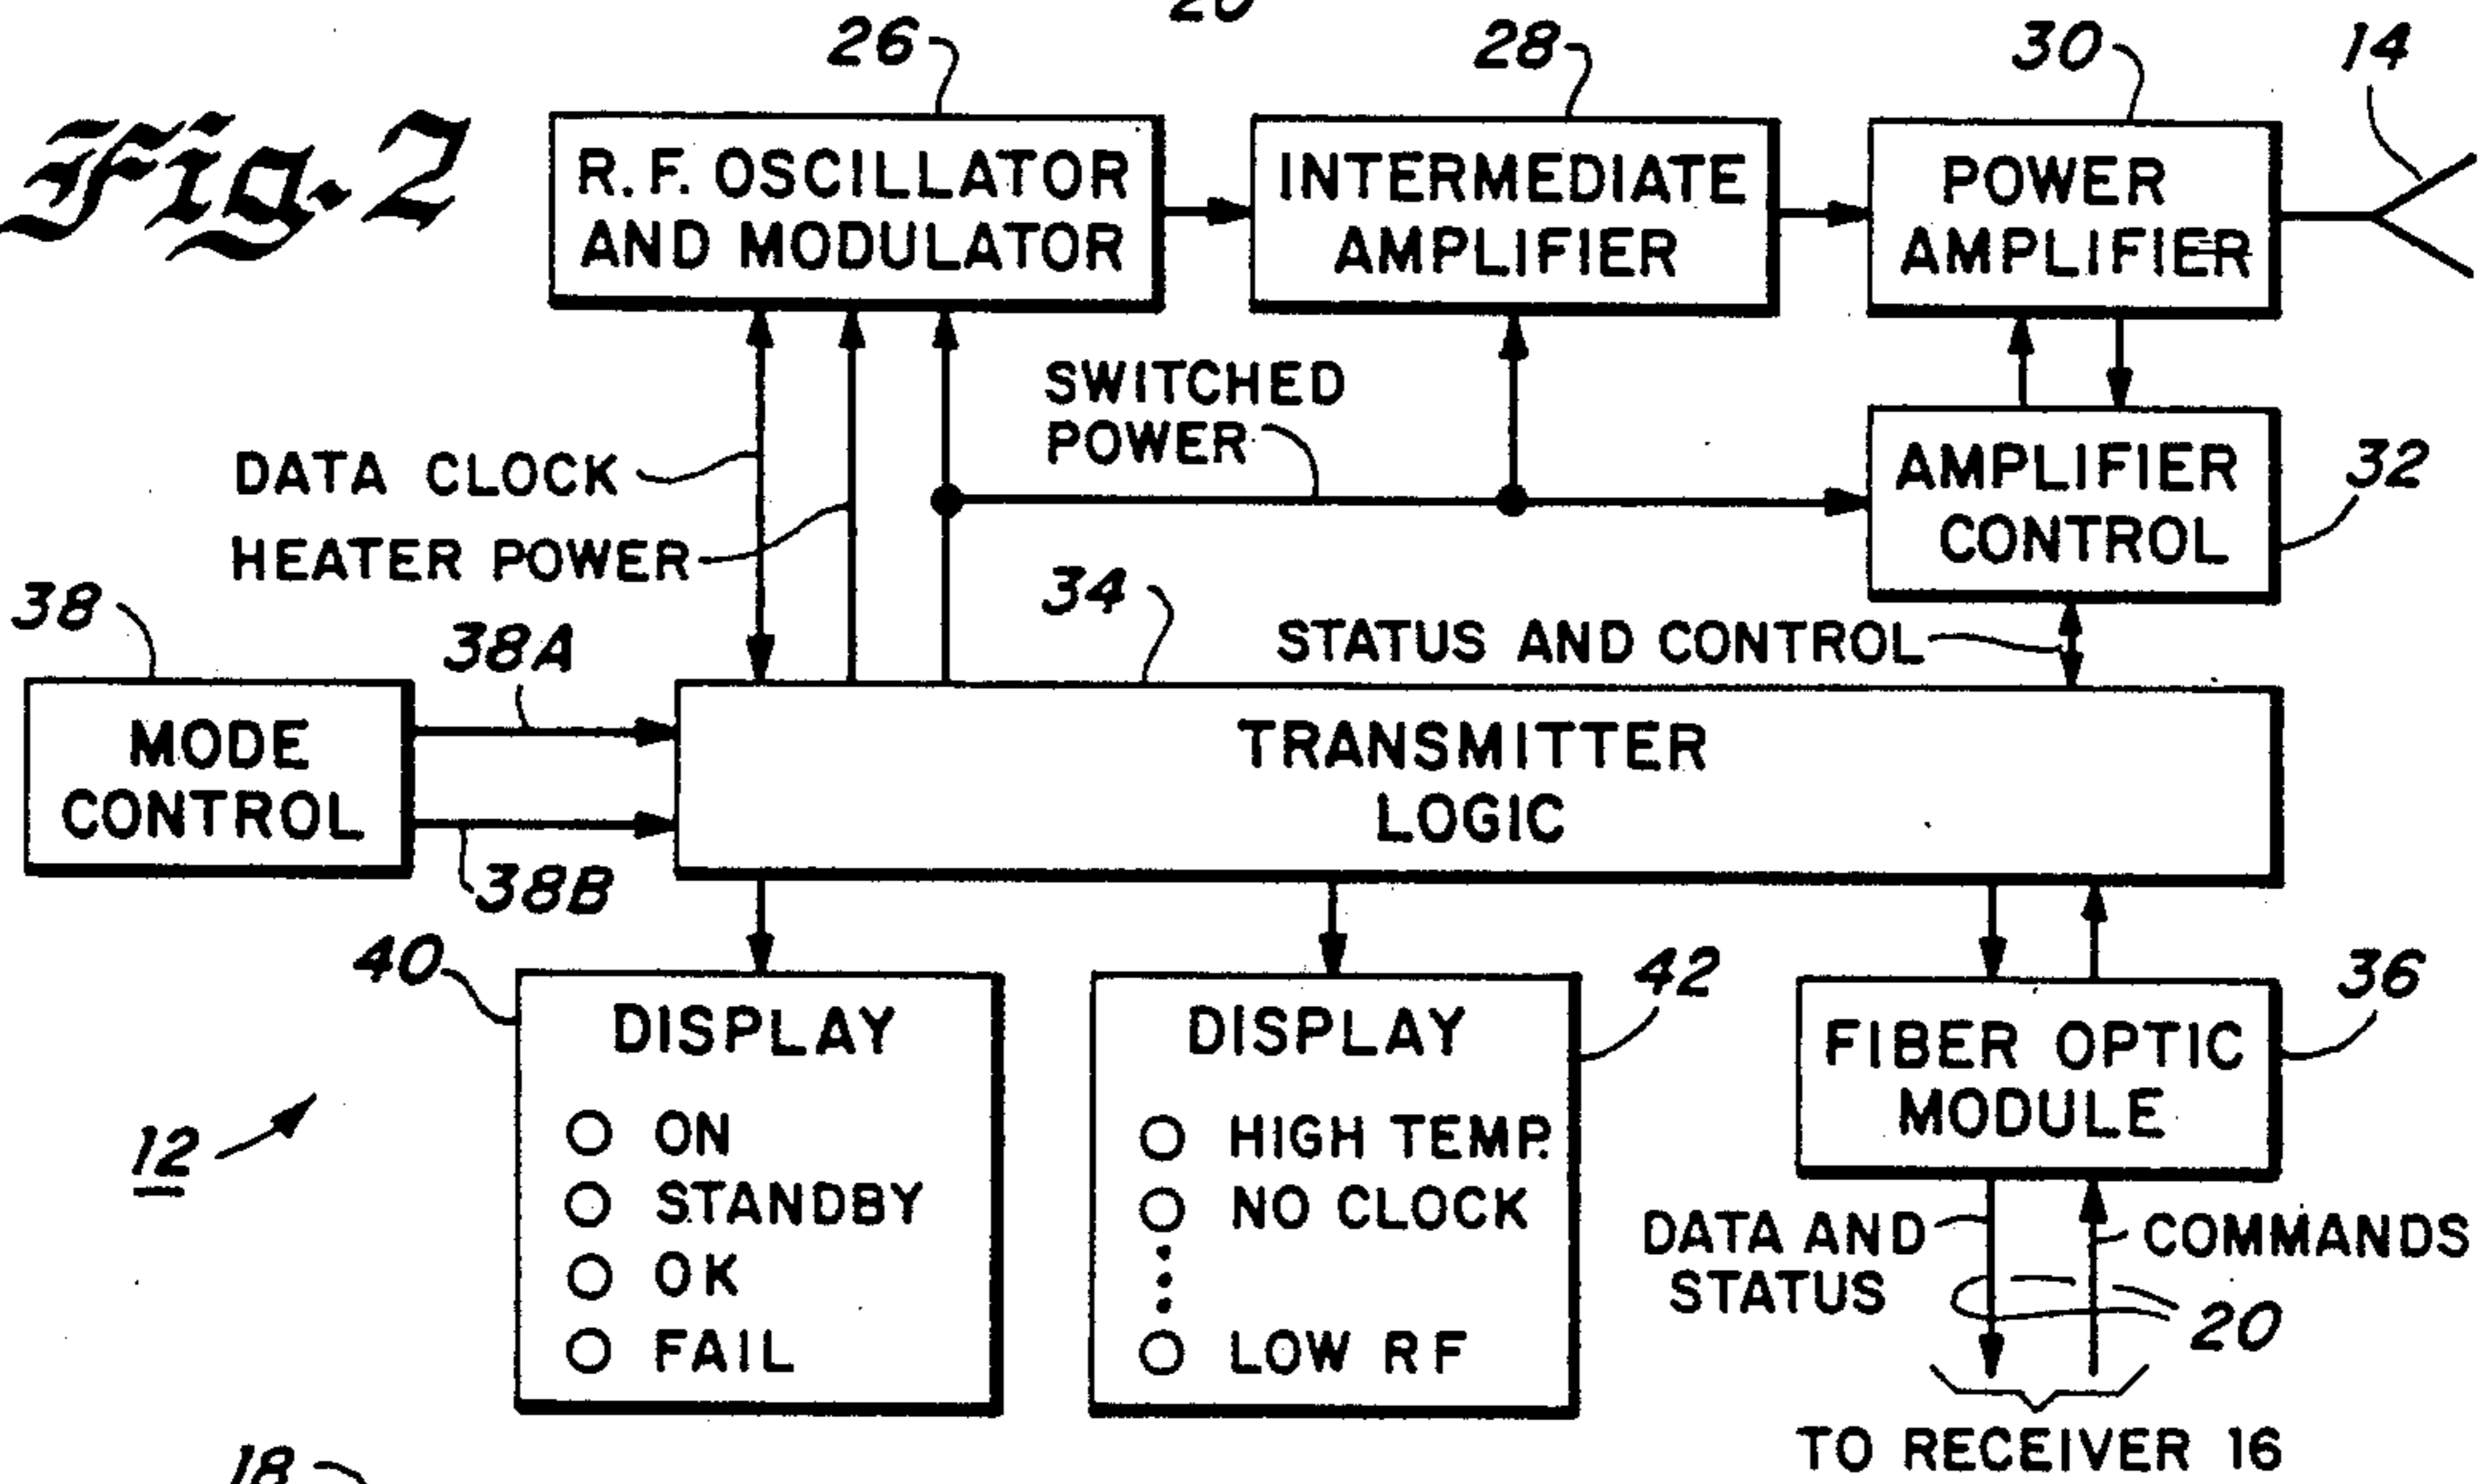 20
Fig. 2
26
28
30
14
R.F. OSCILLATOR
AND MODULATOR
INTERMEDIATE
AMPLIFIER
POWER
AMPLIFIER
SWITCHED
POWER
DATA CLOCK
HEATER POWER
AMPLIFIER
CONTROL
32
34
STATUS AND CONTROL
38
38A
MODE
CONTROL
38B
TRANSMITTER
LOGIC
40
DISPLAY
ON
STANDBY
OK
FAIL
42
DISPLAY
HIGH TEMP.
NO CLOCK
LOW RF
36
FIBER OPTIC
MODULE
12
DATA AND
STATUS
COMMANDS
20
TO RECEIVER 16
18